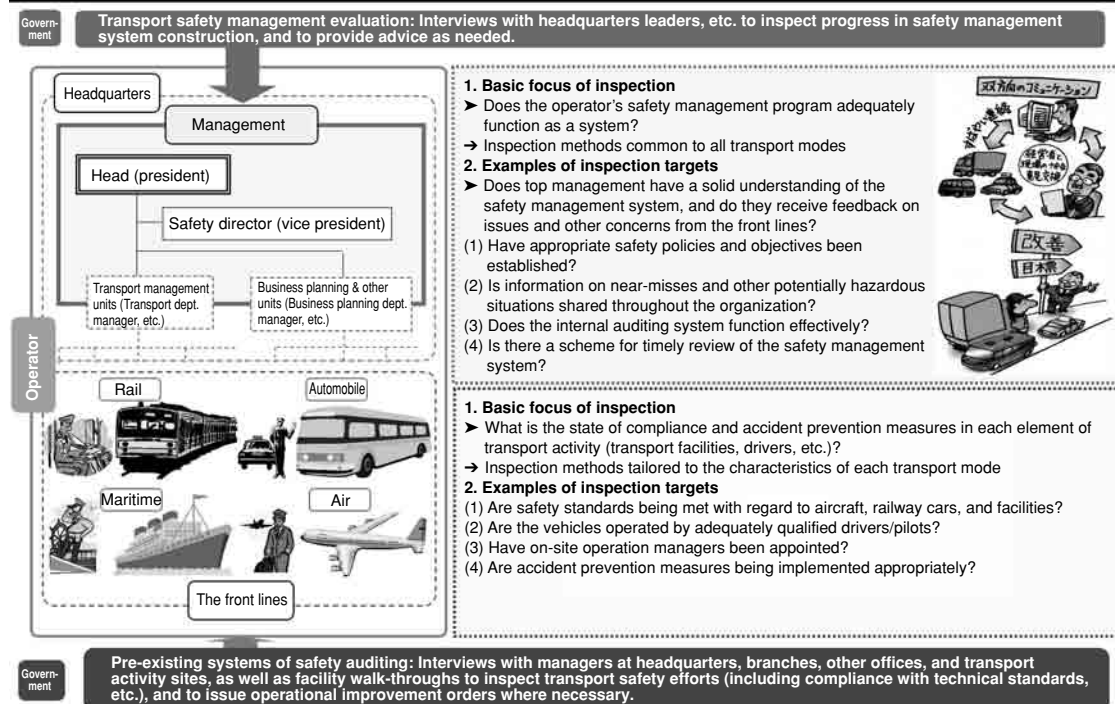 Govern-
ment
Transport safety management evaluation: Interviews with headquarters leaders, etc. to inspect progress in safety management
system construction, and to provide advice as needed.
Headquarters
Management
Head (president)
Safety director (vice president)
Transport management
units (Transport dept.
manager, etc.)
Business planning & other
units (Business planning dept.
manager, etc.)
Operator
Rail
Automobile
Maritime
Air
The front lines
1. Basic focus of inspection
➤ Does the operator's safety management program adequately
function as a system?
➔ Inspection methods common to all transport modes
2. Examples of inspection targets
➤ Does top management have a solid understanding of the
safety management system, and do they receive feedback on
issues and other concerns from the front lines?
(1) Have appropriate safety policies and objectives been
established?
(2) Is information on near-misses and other potentially hazardous
situations shared throughout the organization?
(3) Does the internal auditing system function effectively?
(4) Is there a scheme for timely review of the safety management
system?
双方向のコミュニケーション
経営者と
現場の
意見交換
改善
目標
1. Basic focus of inspection
➤ What is the state of compliance and accident prevention measures in each element of
transport activity (transport facilities, drivers, etc.)?
➔ Inspection methods tailored to the characteristics of each transport mode
2. Examples of inspection targets
(1) Are safety standards being met with regard to aircraft, railway cars, and facilities?
(2) Are the vehicles operated by adequately qualified drivers/pilots?
(3) Have on-site operation managers been appointed?
(4) Are accident prevention measures being implemented appropriately?
Govern-
ment
Pre-existing systems of safety auditing: Interviews with managers at headquarters, branches, other offices, and transport
activity sites, as well as facility walk-throughs to inspect transport safety efforts (including compliance with technical standards,
etc.), and to issue operational improvement orders where necessary.